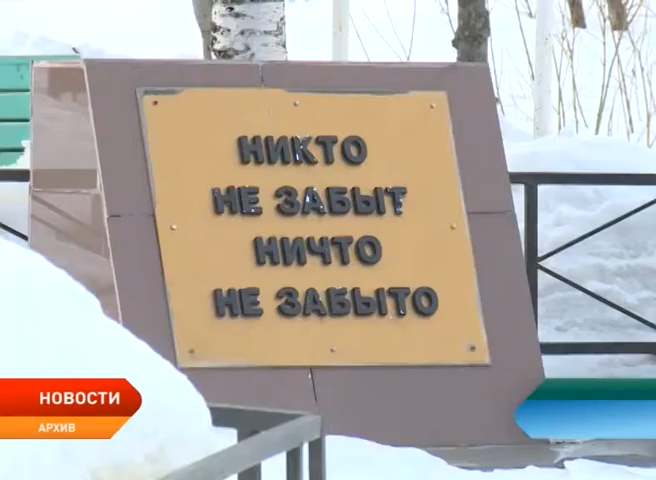 НИКТО
НЕ ЗАБЫТ
НИЧТО
НЕ ЗАБЫТО
НОВОСТИ
АРХИВ